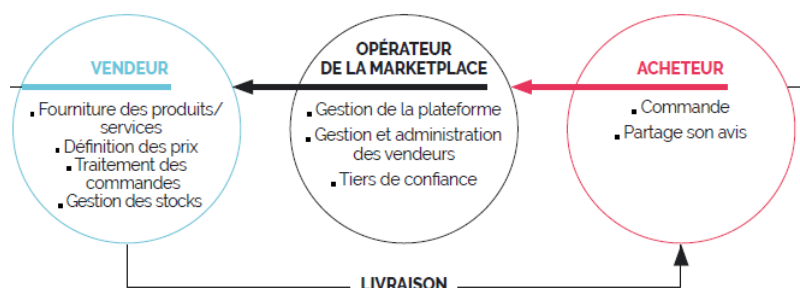 VENDEUR
▪ Fourniture des produits/
services
▪ Définition des prix
▪ Traitement des
commandes
▪ Gestion des stocks
OPÉRATEUR
DE LA MARKETPLACE
▪ Gestion de la plateforme
▪ Gestion et administration
des vendeurs
▪ Tiers de confiance
ACHETEUR
▪ Commande
▪ Partage son avis
LIVRAISON